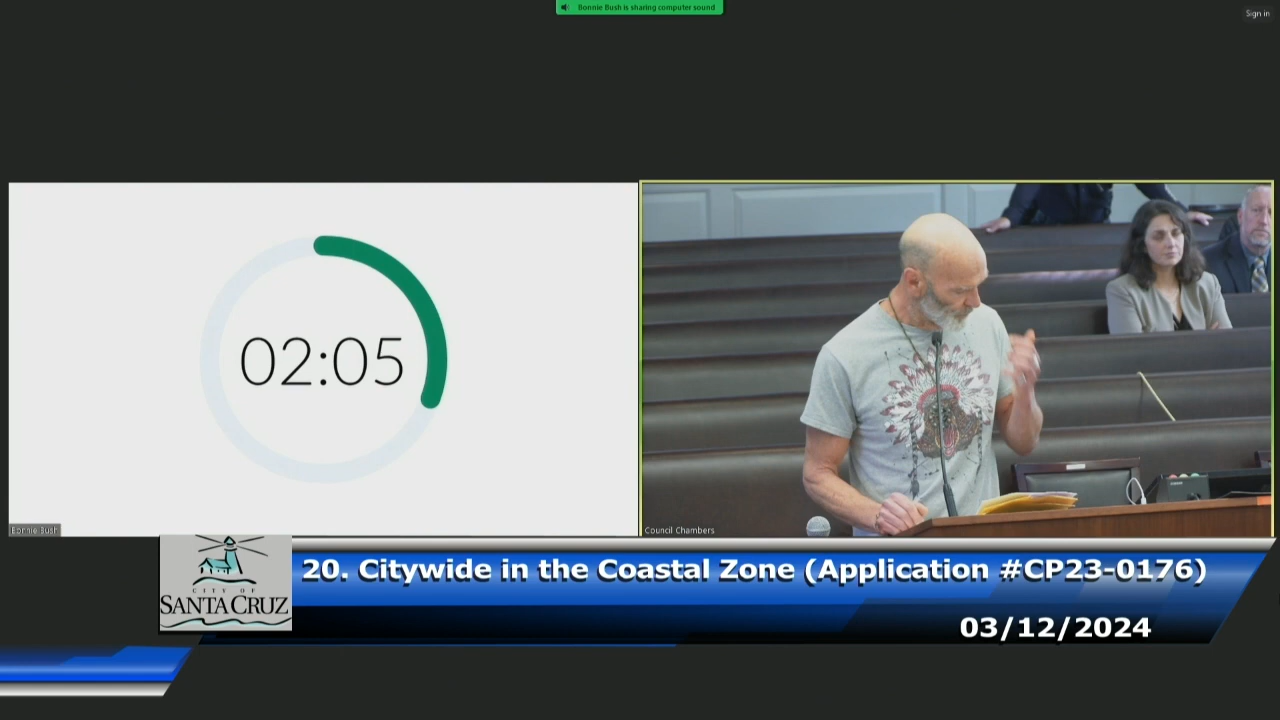 Bonnie Bush is sharing computer sound
Sign in
02:05
Bonnie Bush
Council Chambers
CITY OF
SANTA CRUZ
20. Citywide in the Coastal Zone (Application #CP23-0176)
03/12/2024